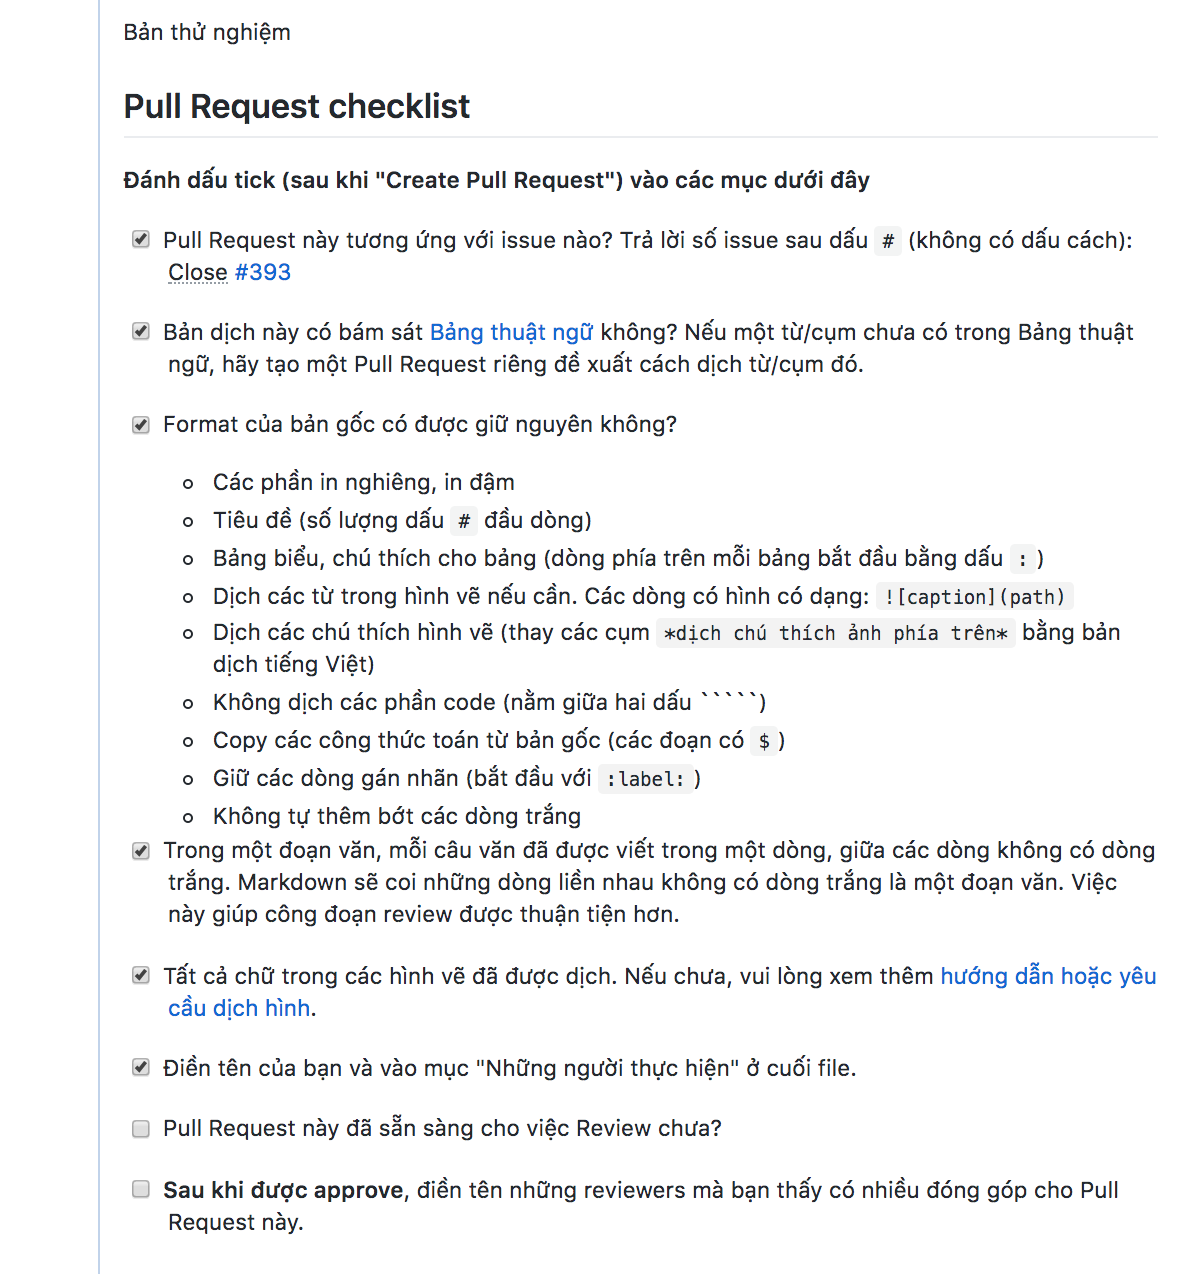 Bản thử nghiệm
Pull Request checklist
Đánh dấu tick (sau khi "Create Pull Request") vào các mục dưới đây
Pull Request này tương ứng với issue nào? Trả lời số issue sau dấu # (không có dấu cách):
Close #393
Bản dịch này có bám sát Bảng thuật ngữ không? Nếu một từ/cụm chưa có trong Bảng thuật
ngữ, hãy tạo một Pull Request riêng đề xuất cách dịch từ/cụm đó.
Format của bản gốc có được giữ nguyên không?
Các phần in nghiêng, in đậm
Tiêu đề (số lượng dấu # đầu dòng)
Bảng biểu, chú thích cho bảng (dòng phía trên mỗi bảng bắt đầu bằng dấu : )
Dịch các từ trong hình vẽ nếu cần. Các dòng có hình có dạng: ![caption](path)
Dịch các chú thích hình vẽ (thay các cụm *dịch chú thích ảnh phía trên* bằng bản
dịch tiếng Việt)
Không dịch các phần code (nằm giữa hai dấu `````)
Copy các công thức toán từ bản gốc (các đoạn có $ )
Giữ các dòng gán nhãn (bắt đầu với :label: )
Không tự thêm bớt các dòng trắng
Trong một đoạn văn, mỗi câu văn đã được viết trong một dòng, giữa các dòng không có dòng
trắng. Markdown sẽ coi những dòng liền nhau không có dòng trắng là một đoạn văn. Việc
này giúp công đoạn review được thuận tiện hơn.
Tất cả chữ trong các hình vẽ đã được dịch. Nếu chưa, vui lòng xem thêm hướng dẫn hoặc yêu
cầu dịch hình.
Điền tên của bạn và vào mục "Những người thực hiện" ở cuối file.
Pull Request này đã sẵn sàng cho việc Review chưa?
Sau khi được approve, điền tên những reviewers mà bạn thấy có nhiều đóng góp cho Pull
Request này.